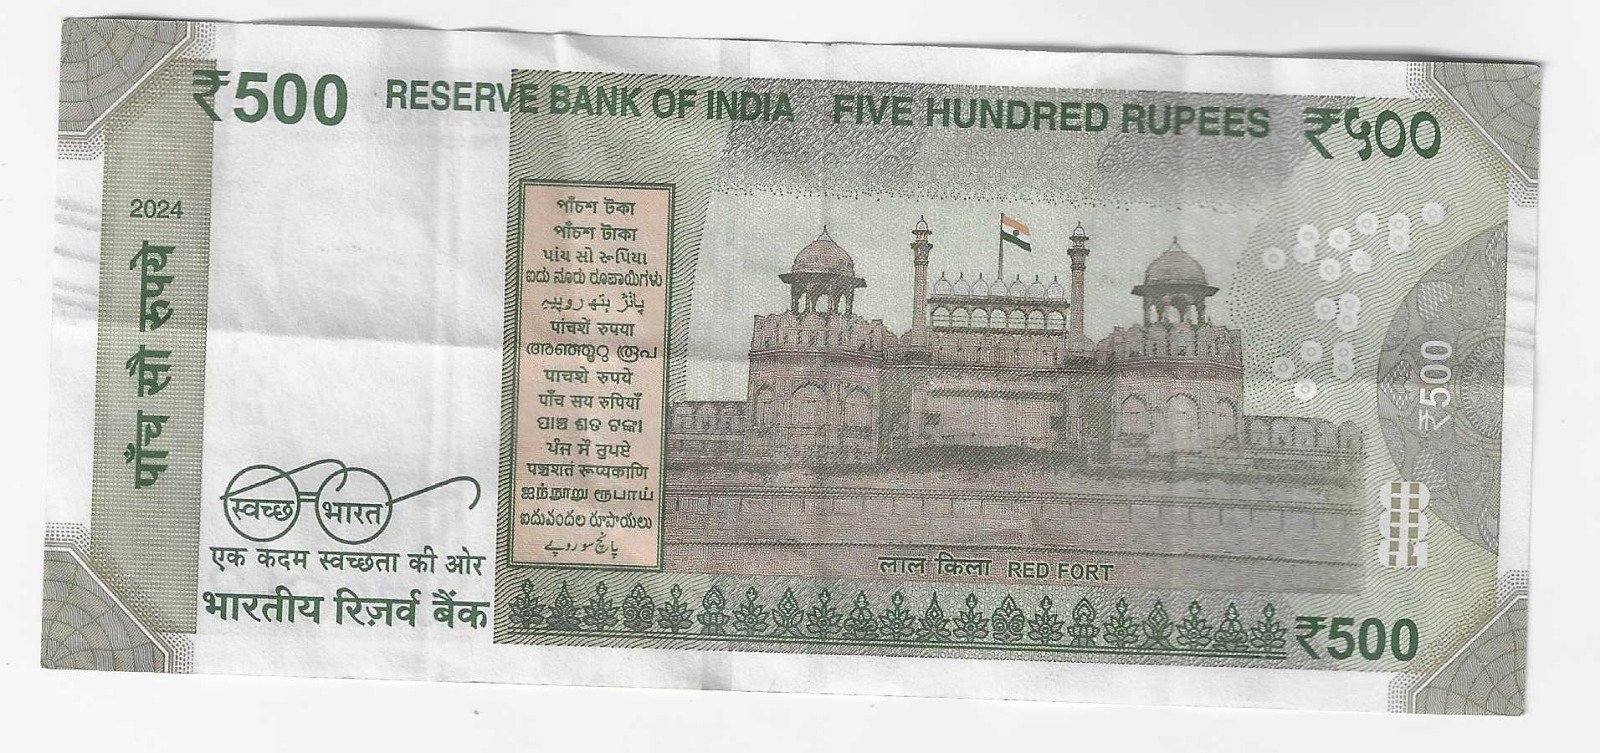 ₹500 RESERVE BANK OF INDIA FIVE HUNDRED RUPEES ₹५००
2024
पाँच सौ रुपये
পাঁচশ টকা
পাঁচশ টাকা
પાંચ સો રૂપિયા
ಐದು ನೂರು ರೂಪಾಯಿಗಳು
پانٛژ ہَتھ روپیہِ
पांचशें रुपया
അഞ്ഞൂറു രൂപ
पाचशे रुपये
पाँच सय रुपियाँ
ପାଞ୍ଚ ଶତ ଟଙ୍କା
ਪੰਜ ਸੌ ਰੁਪਏ
पञ्चशतं रूप्यकाणि
ஐந்நூறு ரூபாய்
ఐదువందల రూపాయలు
پانچ سو روپے
₹500
स्वच्छ भारत
एक कदम स्वच्छता की ओर
भारतीय रिज़र्व बैंक
लाल क़िला RED FORT
₹500